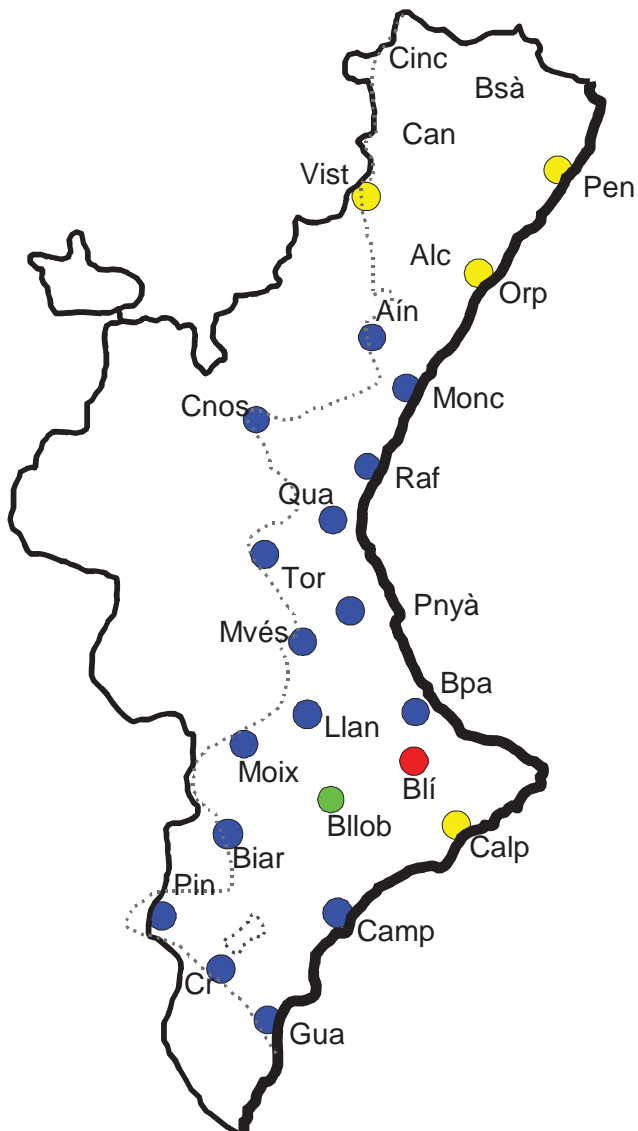 Cinc
Bsà
Can
Vist
Pen
Alc
Orp
Aín
Monc
Cnos
Raf
Qua
Tor
Pnyà
Mvés
Bpa
Llan
Moix
Blí
Bllob
Calp
Biar
Pin
Camp
Cr
Gua